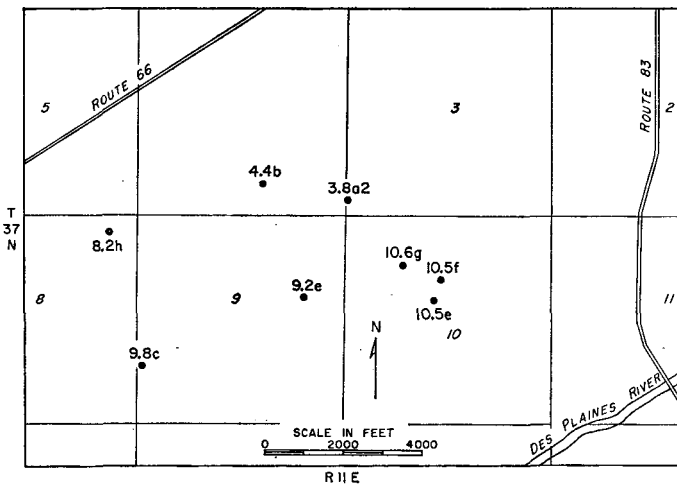 ROUTE 66
ROUTE 83
5
3
2
4.4b
3.8a2
T
37
N
8.2h
10.6g
10.5f
8
9
9.2e
10.5e
10
11
N
9.8c
DES PLAINES RIVER
SCALE IN FEET
0 2000 4000
R 11 E